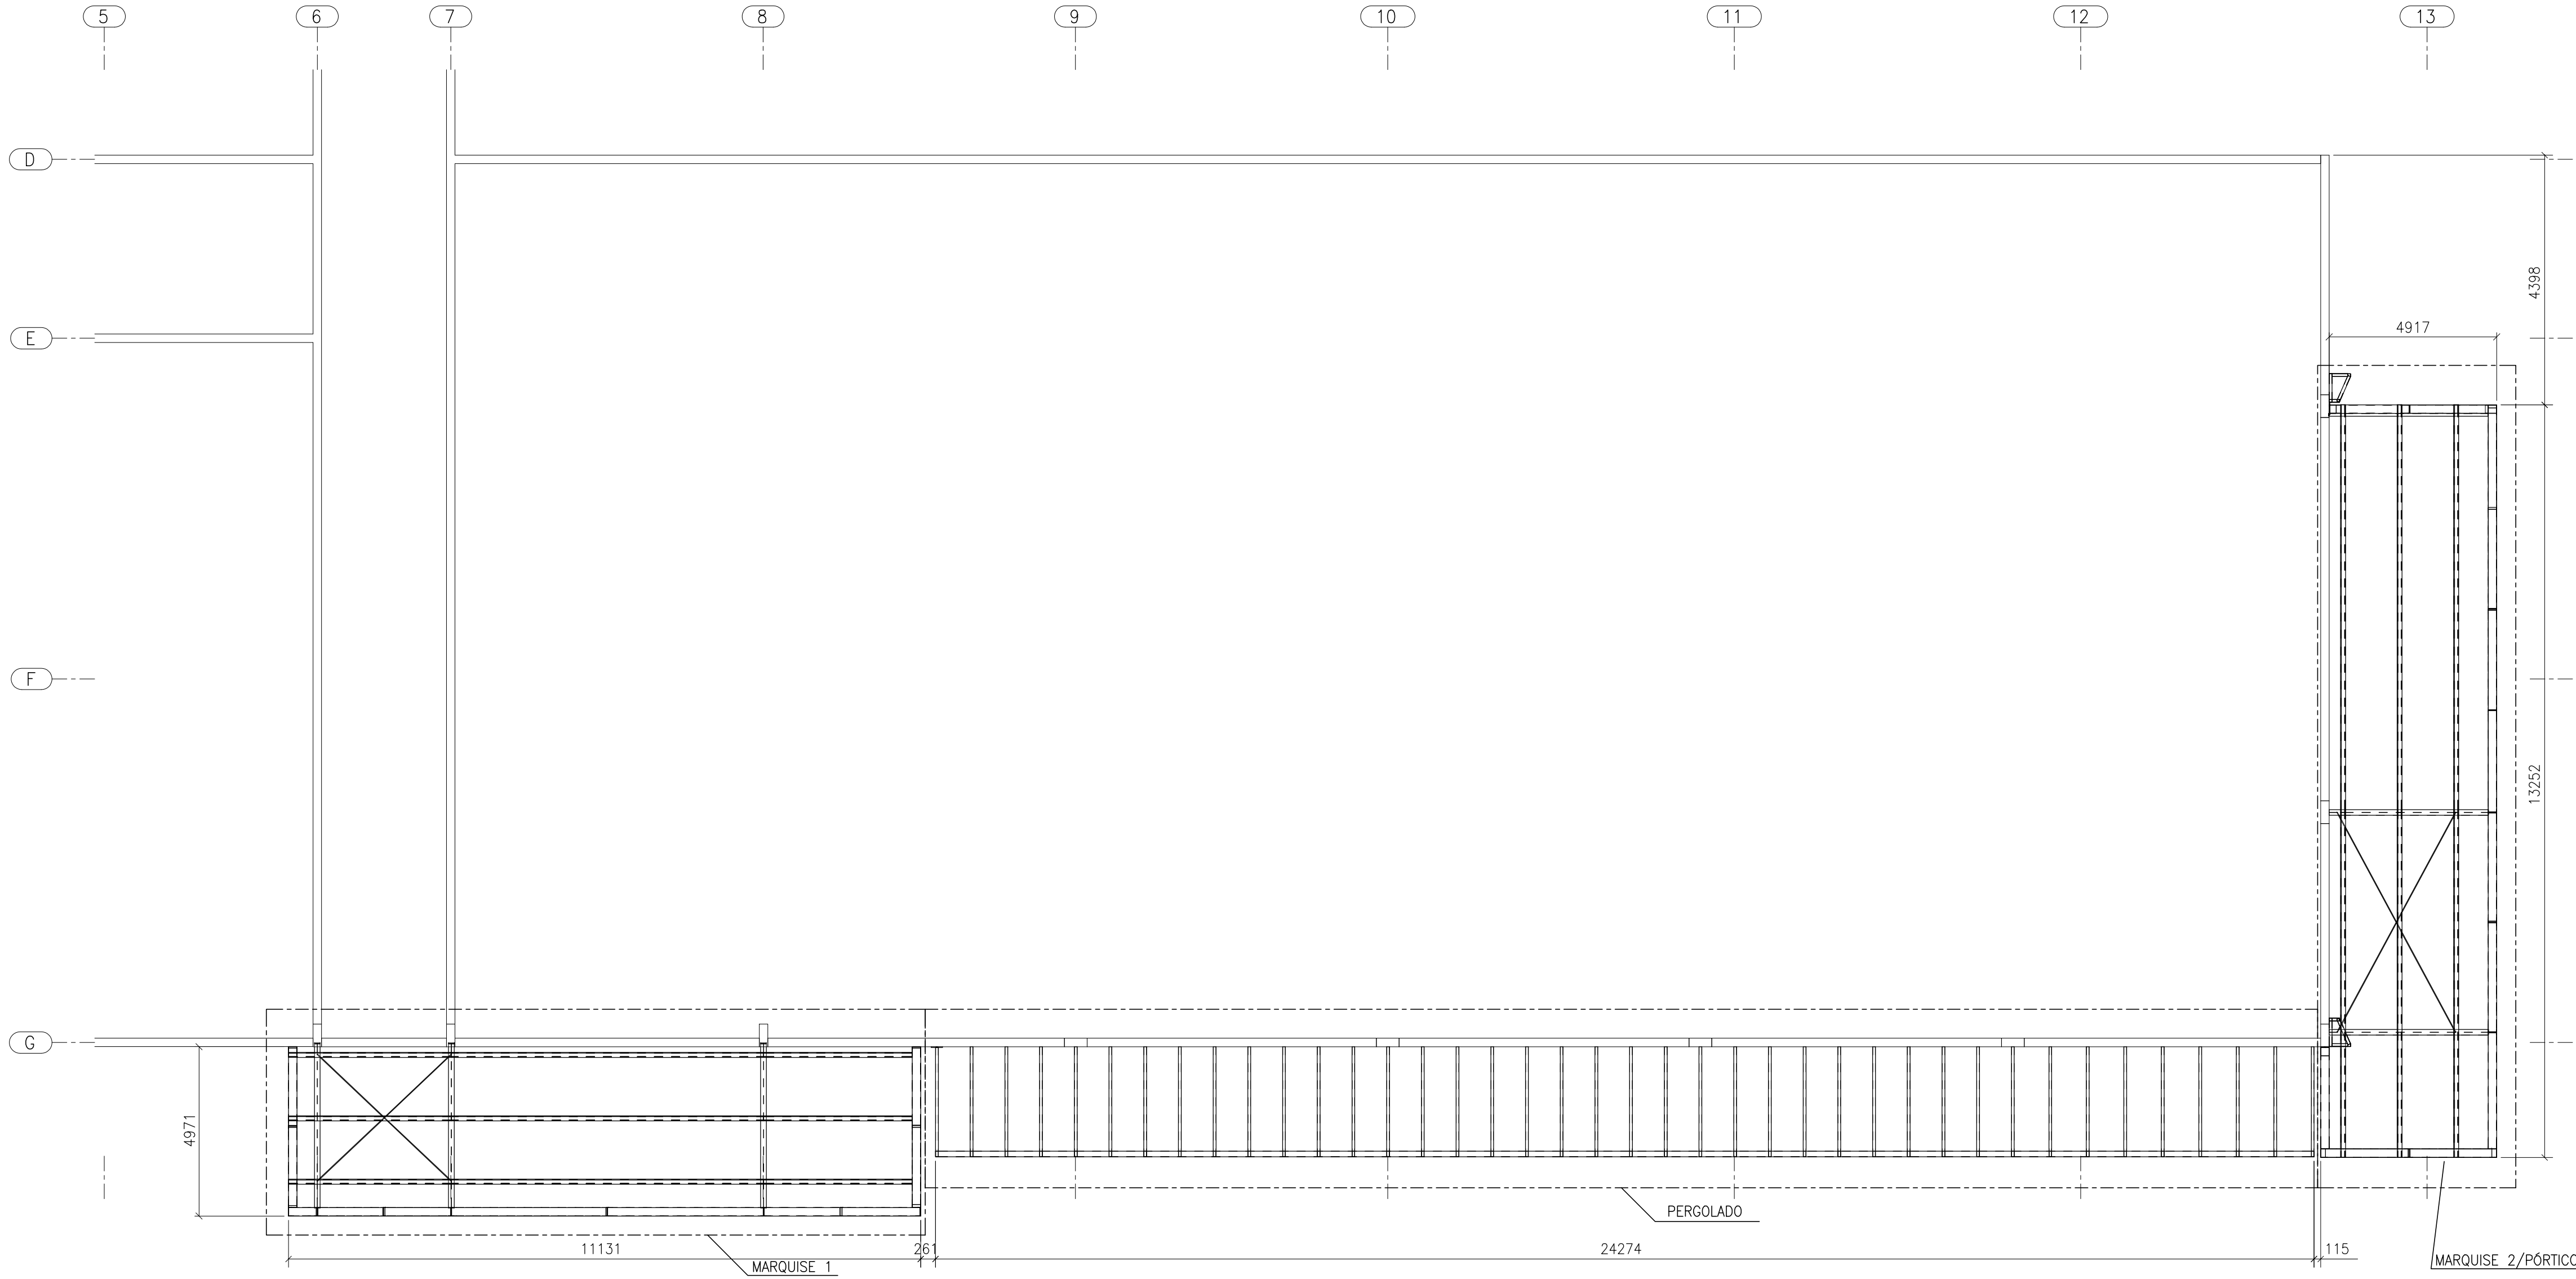 5 6 7 8 9 10 11 12 13
D
4398
E
4917
F
13252
G
4971
PERGOLADO
11131 261 24274 115
MARQUISE 1
MARQUISE 2/PÓRTICO